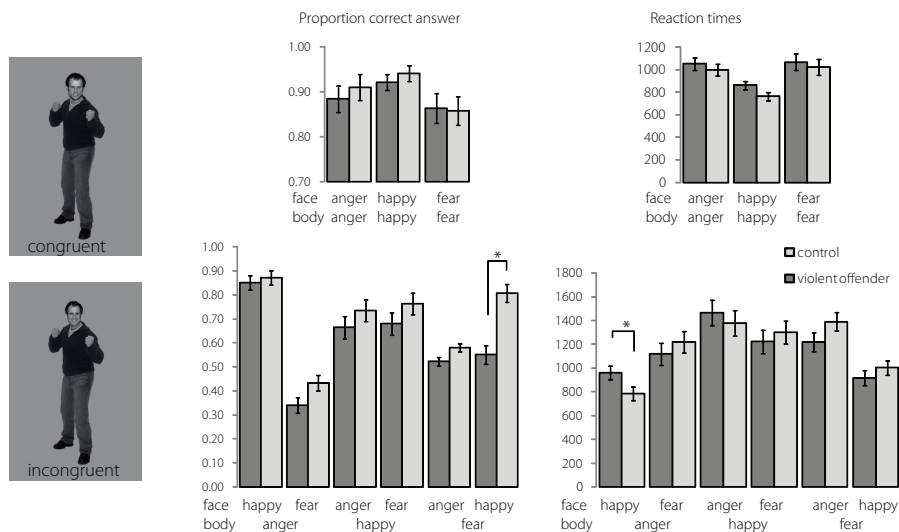 Proportion correct answer
1.00
0.90
0.80
0.70
face anger happy fear
body anger happy fear
Reaction times
1200
1000
800
600
400
200
0
face anger happy fear
body anger happy fear
congruent
incongruent
1.00
0.90
0.80
0.70
0.60
0.50
0.40
0.30
0.20
0.10
0.00
*
face happy fear anger fear anger happy
body anger happy fear
control
violent offender
1800
1600
1400
1200
1000
800
600
400
200
0
*
face happy fear anger fear anger happy
body anger happy fear